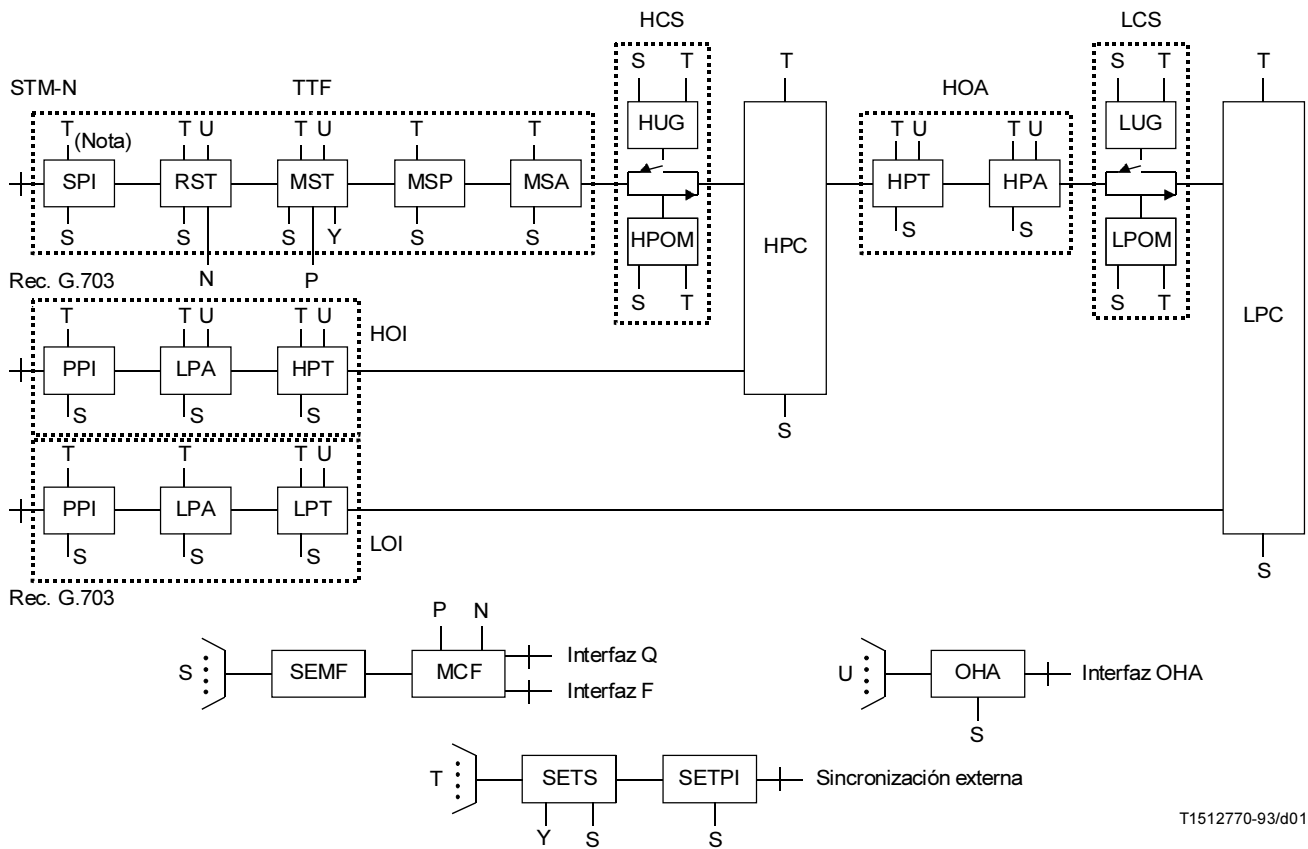 HCS
LCS
S T
T
S T
T
STM-N
TTF
HOA
HUG
LUG
T (Nota)
T U
T U
T
T
T U
T U
SPI
RST
MST
MSP
MSA
HPT
HPA
S
S
S
Y
S
S
S
S
HPOM
LPOM
HPC
N
P
S T
S T
LPC
Rec. G.703
T
T U
T U
HOI
PPI
LPA
HPT
S
S
S
S
T
T
T U
PPI
LPA
LPT
S
S
S
LOI
S
Rec. G.703
P
N
S
SEMF
MCF
Interfaz Q
Interfaz F
U
OHA
Interfaz OHA
S
T
SETS
SETPI
Sincronización externa
Y
S
S
T1512770-93/d01